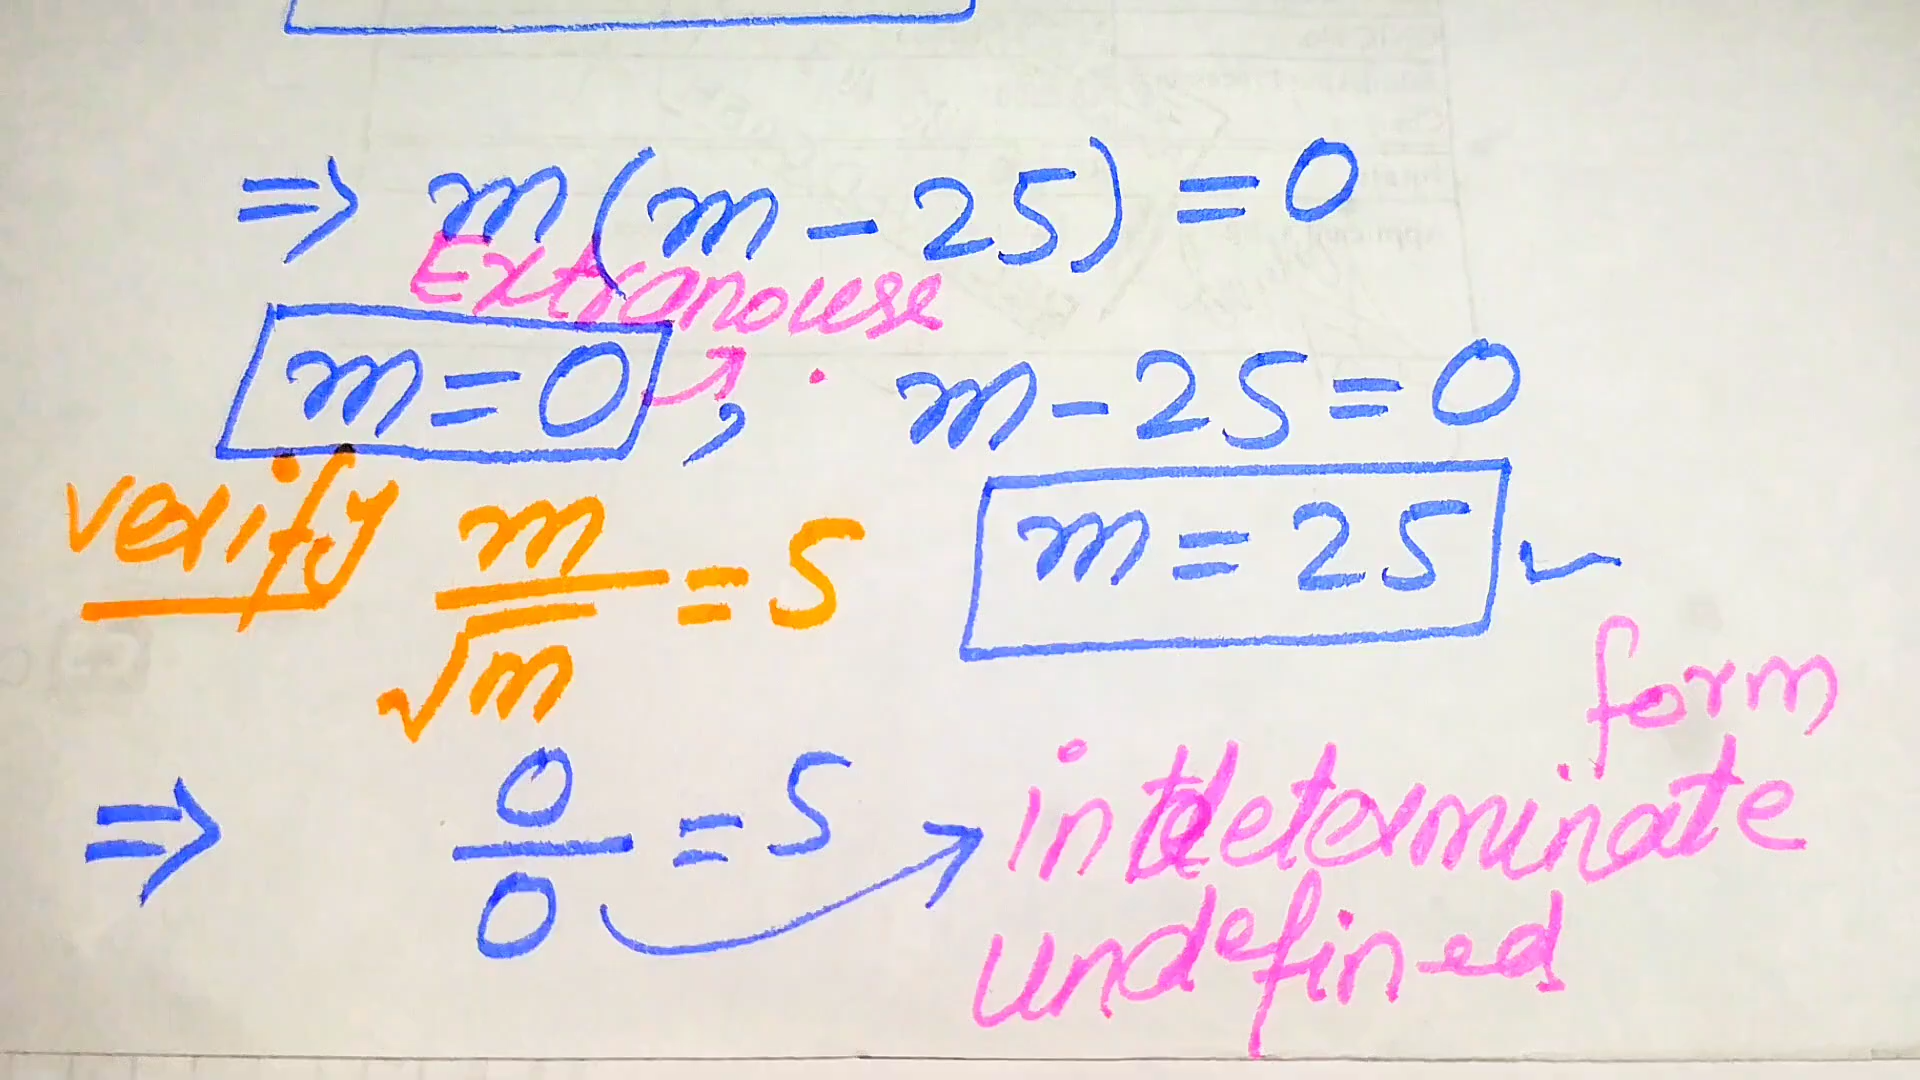 ⇒ m(m-25)=0
Extranouse
m=0 , m-25=0
verify m/√m = 5 m=25 ✓
⇒ 0/0 = 5
form
indeterminate
undefined